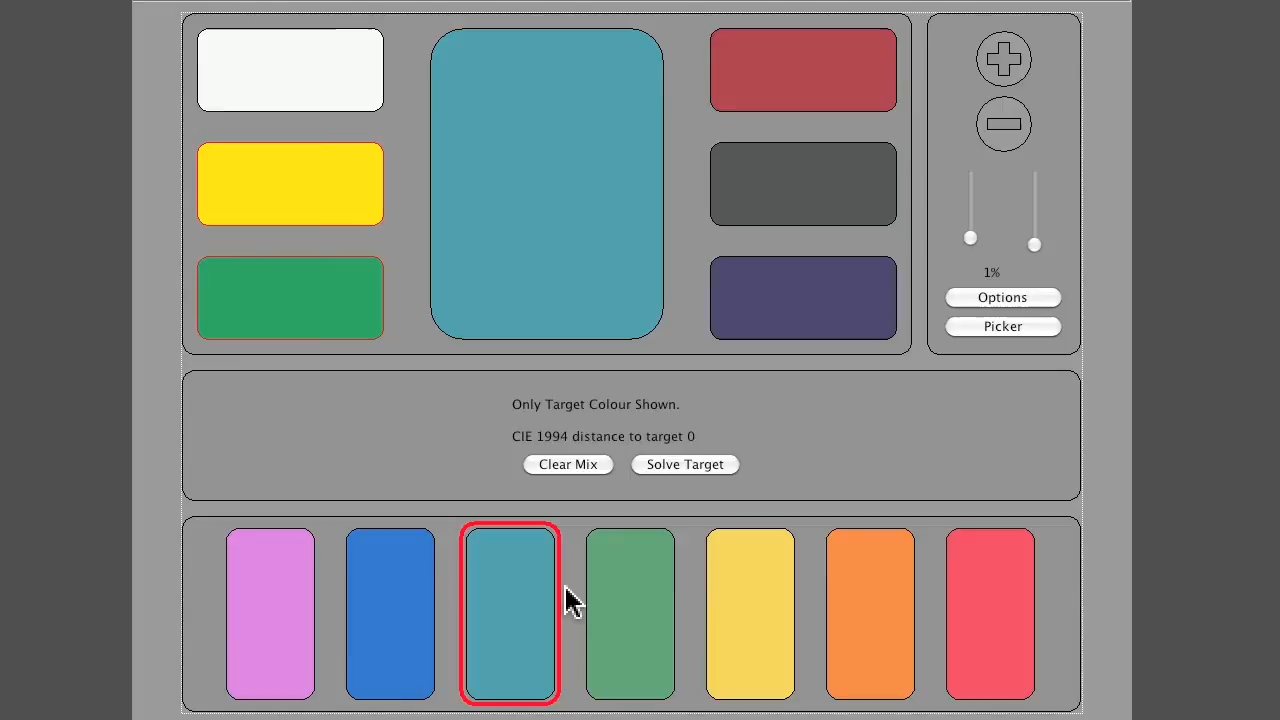 1%
Options
Picker
Only Target Colour Shown.
CIE 1994 distance to target 0
Clear Mix
Solve Target